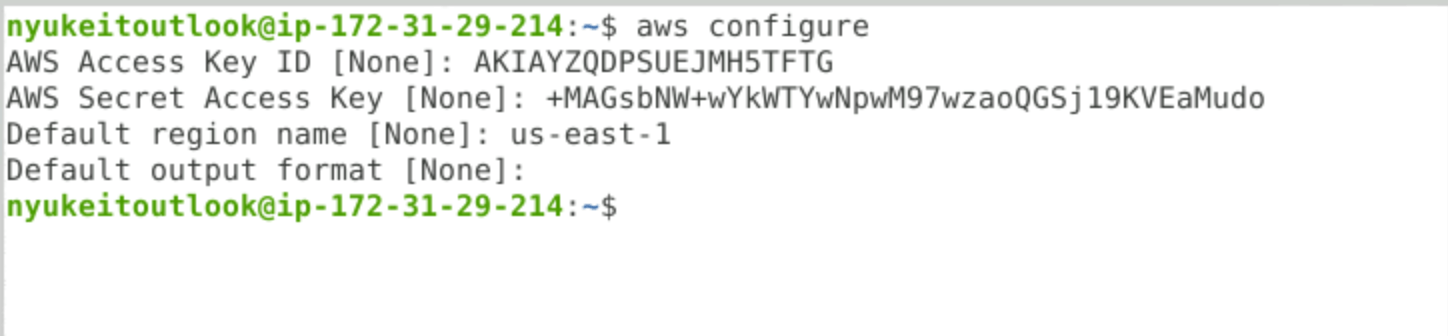 nyukeitoutlook@ip-172-31-29-214:~$ aws configure
AWS Access Key ID [None]: AKIAYZQDPSUEJMH5TFTG
AWS Secret Access Key [None]: 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
Default region name [None]: us-east-1
Default output format [None]:
nyukeitoutlook@ip-172-31-29-214:~$